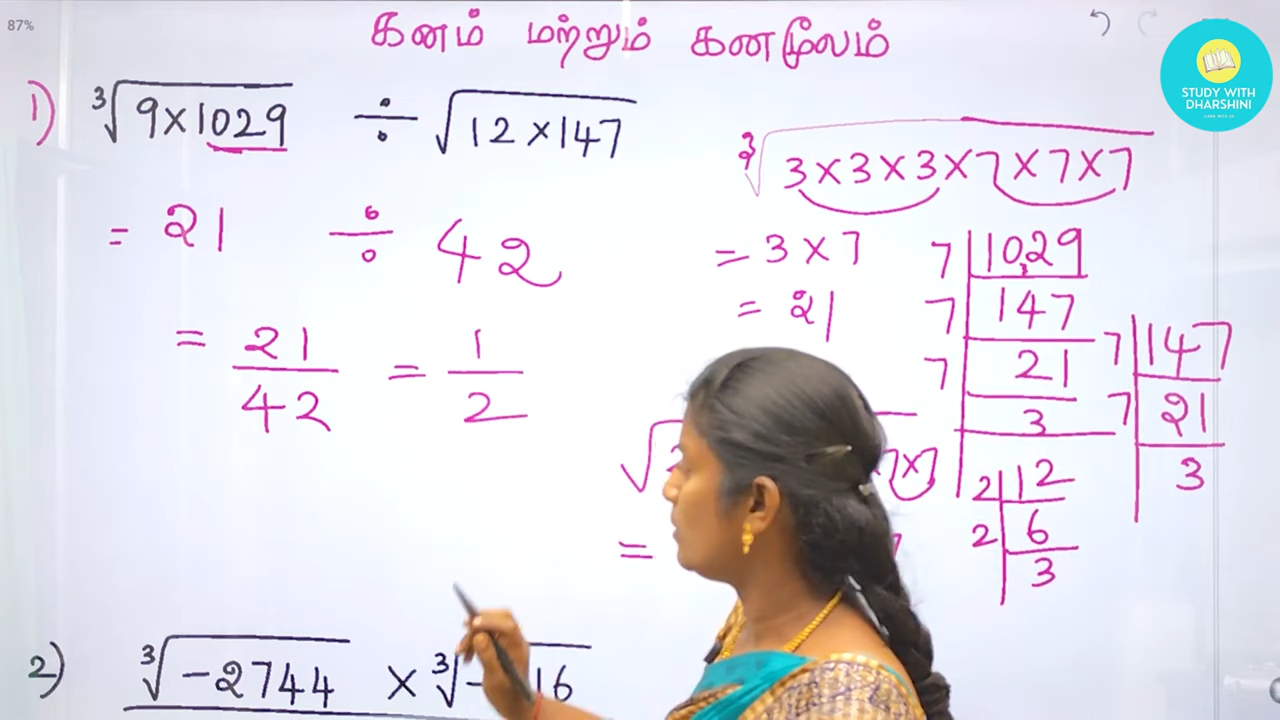 87%
கனம் மற்றும் கனமூலம்
STUDY WITH
DHARSHINI
1) ∛(9×1029) ÷ √(12×147)
= 21 ÷ 42
= 21/42 = 1/2
∛(3×3×3×7×7×7)
= 3×7
= 21
7 | 1029
7 | 147
7 | 21
3
7 | 147
7 | 21
3
2 | 12
2 | 6
3
=
2) ∛-2744 × ∛-
16